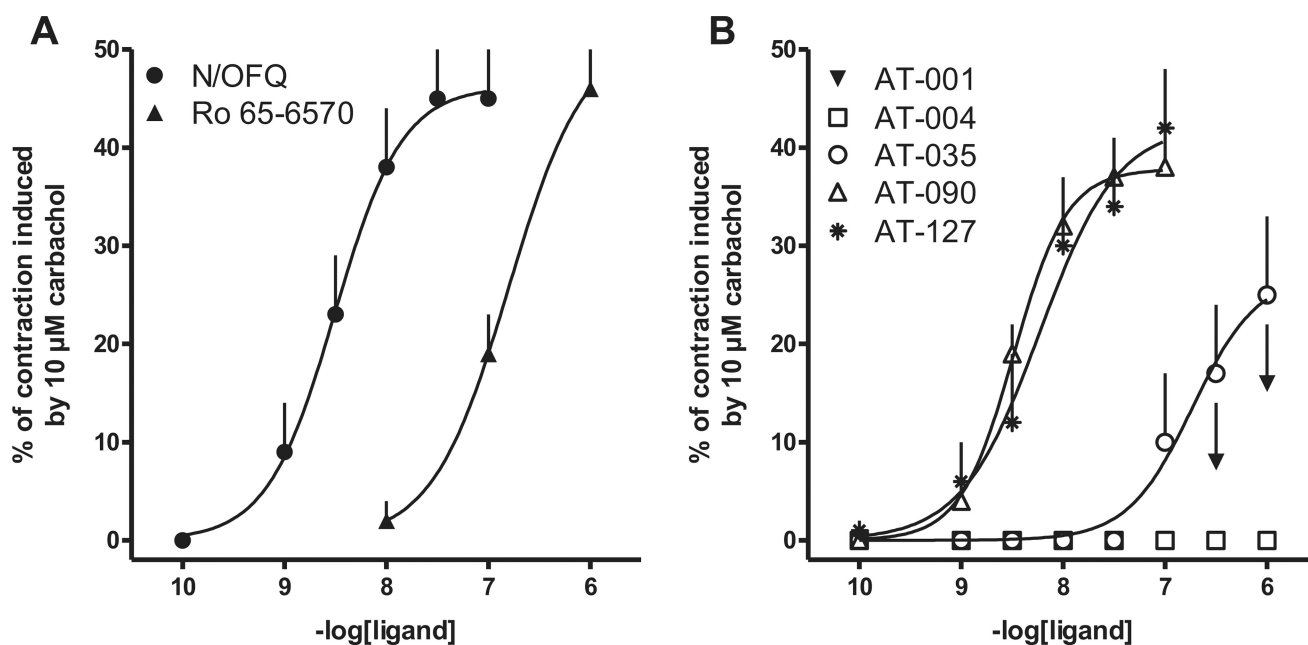 A
% of contraction induced
by 10 µM carbachol
50
40
30
20
10
0
N/OFQ
Ro 65-6570
10
9
8
7
6
-log[ligand]
B
% of contraction induced
by 10 µM carbachol
50
40
30
20
10
0
AT-001
AT-004
AT-035
AT-090
AT-127
10
9
8
7
6
-log[ligand]